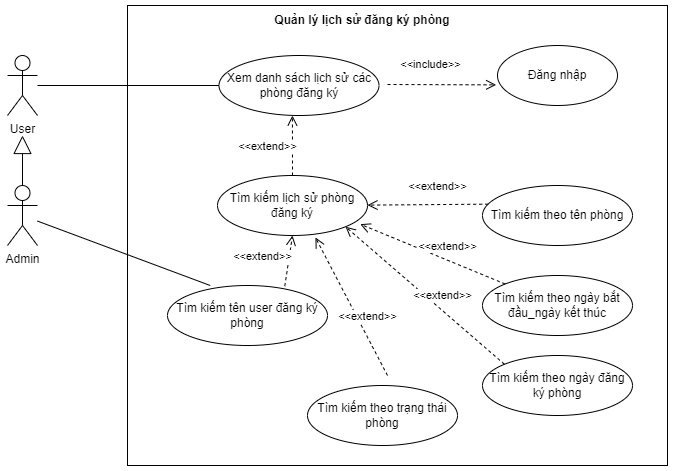 Quản lý lịch sử đăng ký phòng
<<include>>
Xem danh sách lịch sử các
phòng đăng ký
Đăng nhập
User
<<extend>>
Tìm kiếm lịch sử phòng
đăng ký
<<extend>>
Tìm kiếm theo tên phòng
Admin
<<extend>>
<<extend>>
Tìm kiếm tên user đăng ký
phòng
<<extend>>
<<extend>>
Tìm kiếm theo ngày bắt
đầu_ngày kết thúc
Tìm kiếm theo ngày đăng
ký phòng
Tìm kiếm theo trạng thái
phòng